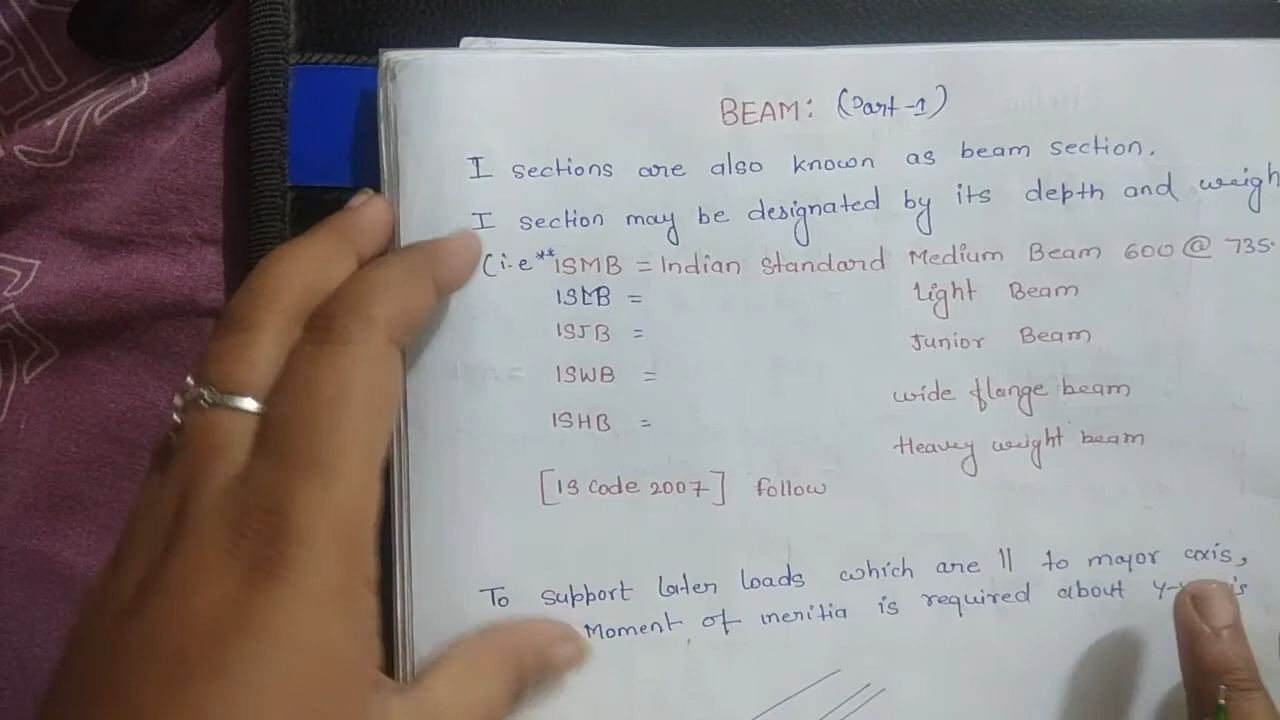 BEAM: (Part-1)
I sections are also known as beam section.
I section may be designated by its depth and weigh
(i.e**ISMB = Indian Standard Medium Beam 600 @ 735.
ISLB = Light Beam
ISJB = Junior Beam
ISWB = wide flange beam
ISHB = Heavey weight beam
[IS Code 2007] follow
To support later loads which are || to major axis,
Moment of ineritia is required about